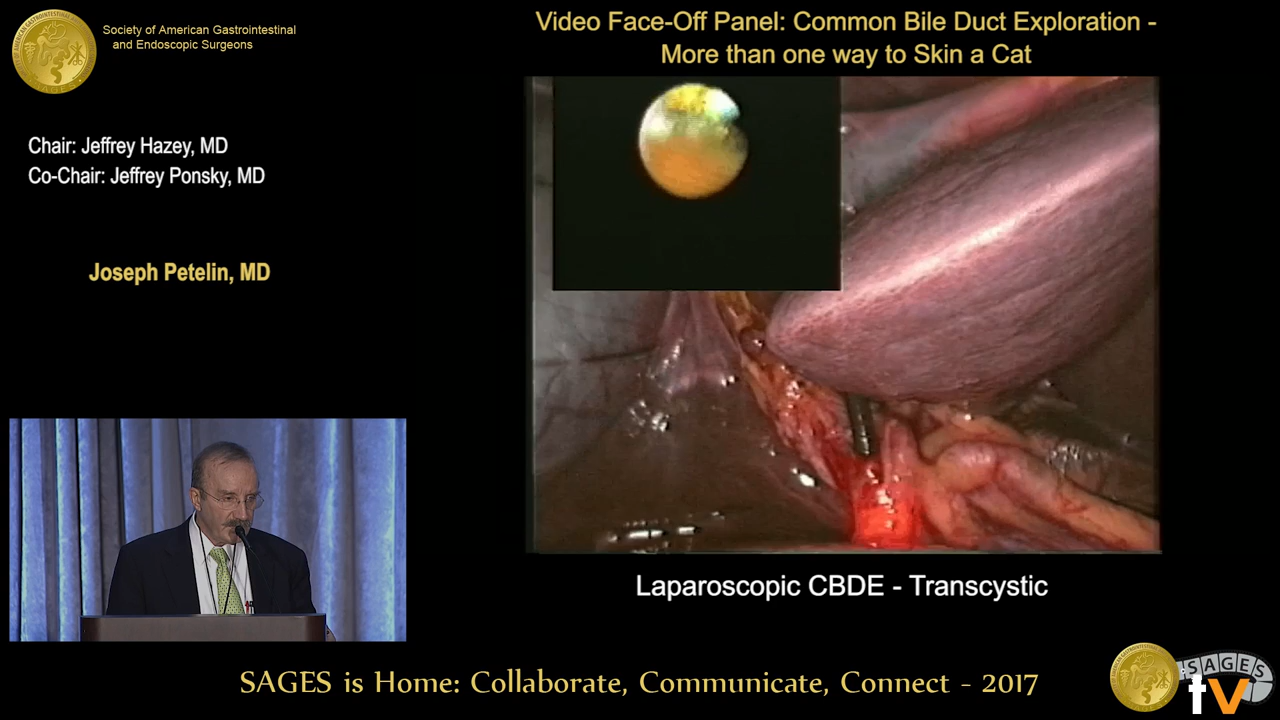 Society of American Gastrointestinal
and Endoscopic Surgeons
Video Face-Off Panel: Common Bile Duct Exploration -
More than one way to Skin a Cat
Chair: Jeffrey Hazey, MD
Co-Chair: Jeffrey Ponsky, MD
Joseph Petelin, MD
Laparoscopic CBDE - Transcystic
SAGES is Home: Collaborate, Communicate, Connect - 2017
SAGES
tv